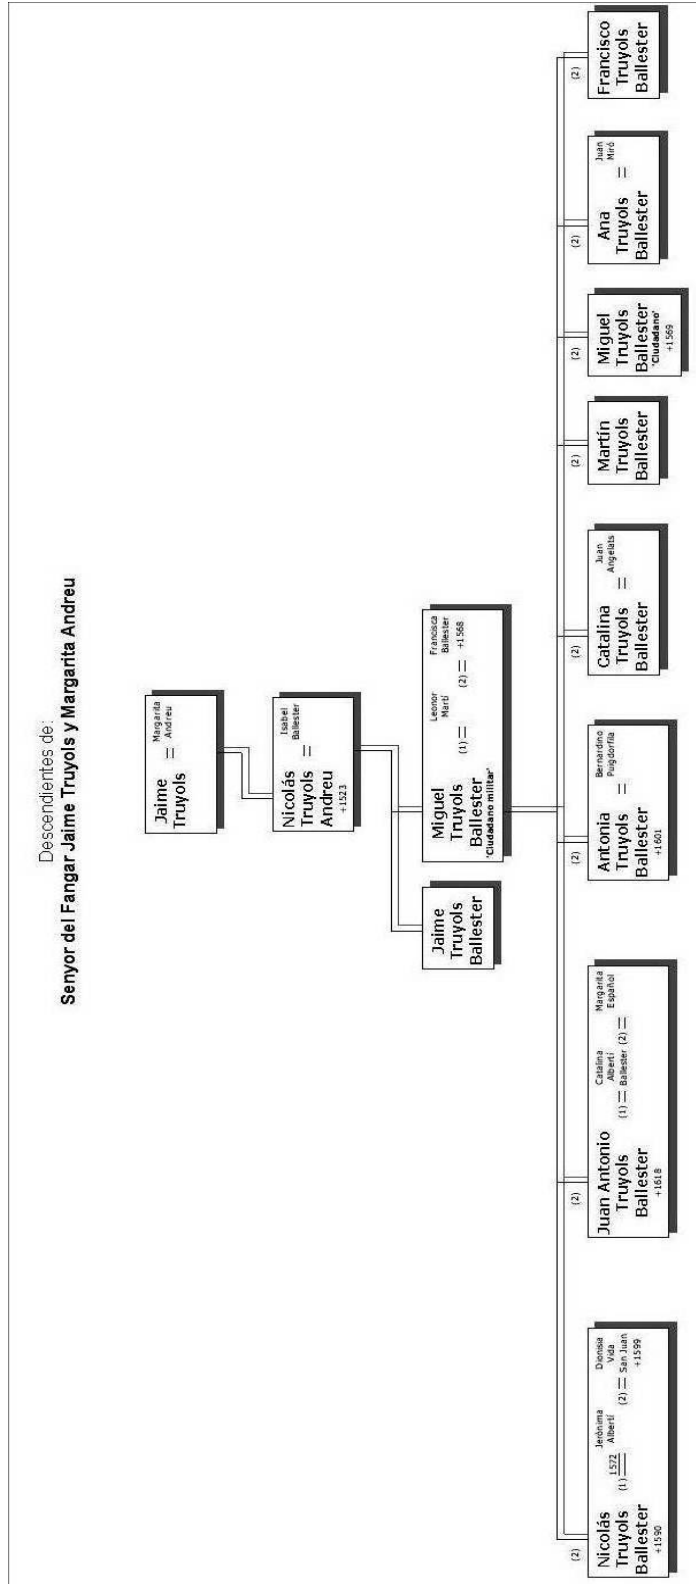 Descendientes de:
Senyor del Fangar Jaime Truyols y Margarita Andreu
Jaime
Truyols
=
Margarita
Andreu
Nicolás
Truyols
Andreu
+1523
=
Isabel
Ballester
Jaime
Truyols
Ballester
Miguel
Truyols
Ballester
'Ciudadano militar'
(1) =
Leonor
Martí
(2) =
Francisca
Ballester
+1568
(2)
Nicolás
Truyols
Ballester
+1590
1572
(1) =
Jerónima
Albertí
(2) =
Dionisia
Vida
San Juan
+1599
(2)
Juan Antonio
Truyols
Ballester
+1618
(1) =
Catalina
Albertí
Ballester
(2) =
Margarita
Español
(2)
Antonia
Truyols
Ballester
+1601
=
Bernardino
Puigdorfila
(2)
Catalina
Truyols
Ballester
=
Juan
Angelats
(2)
Martín
Truyols
Ballester
(2)
Miguel
Truyols
Ballester
'Ciudadano'
+1569
(2)
Ana
Truyols
Ballester
=
Juan
Miró
(2)
Francisco
Truyols
Ballester